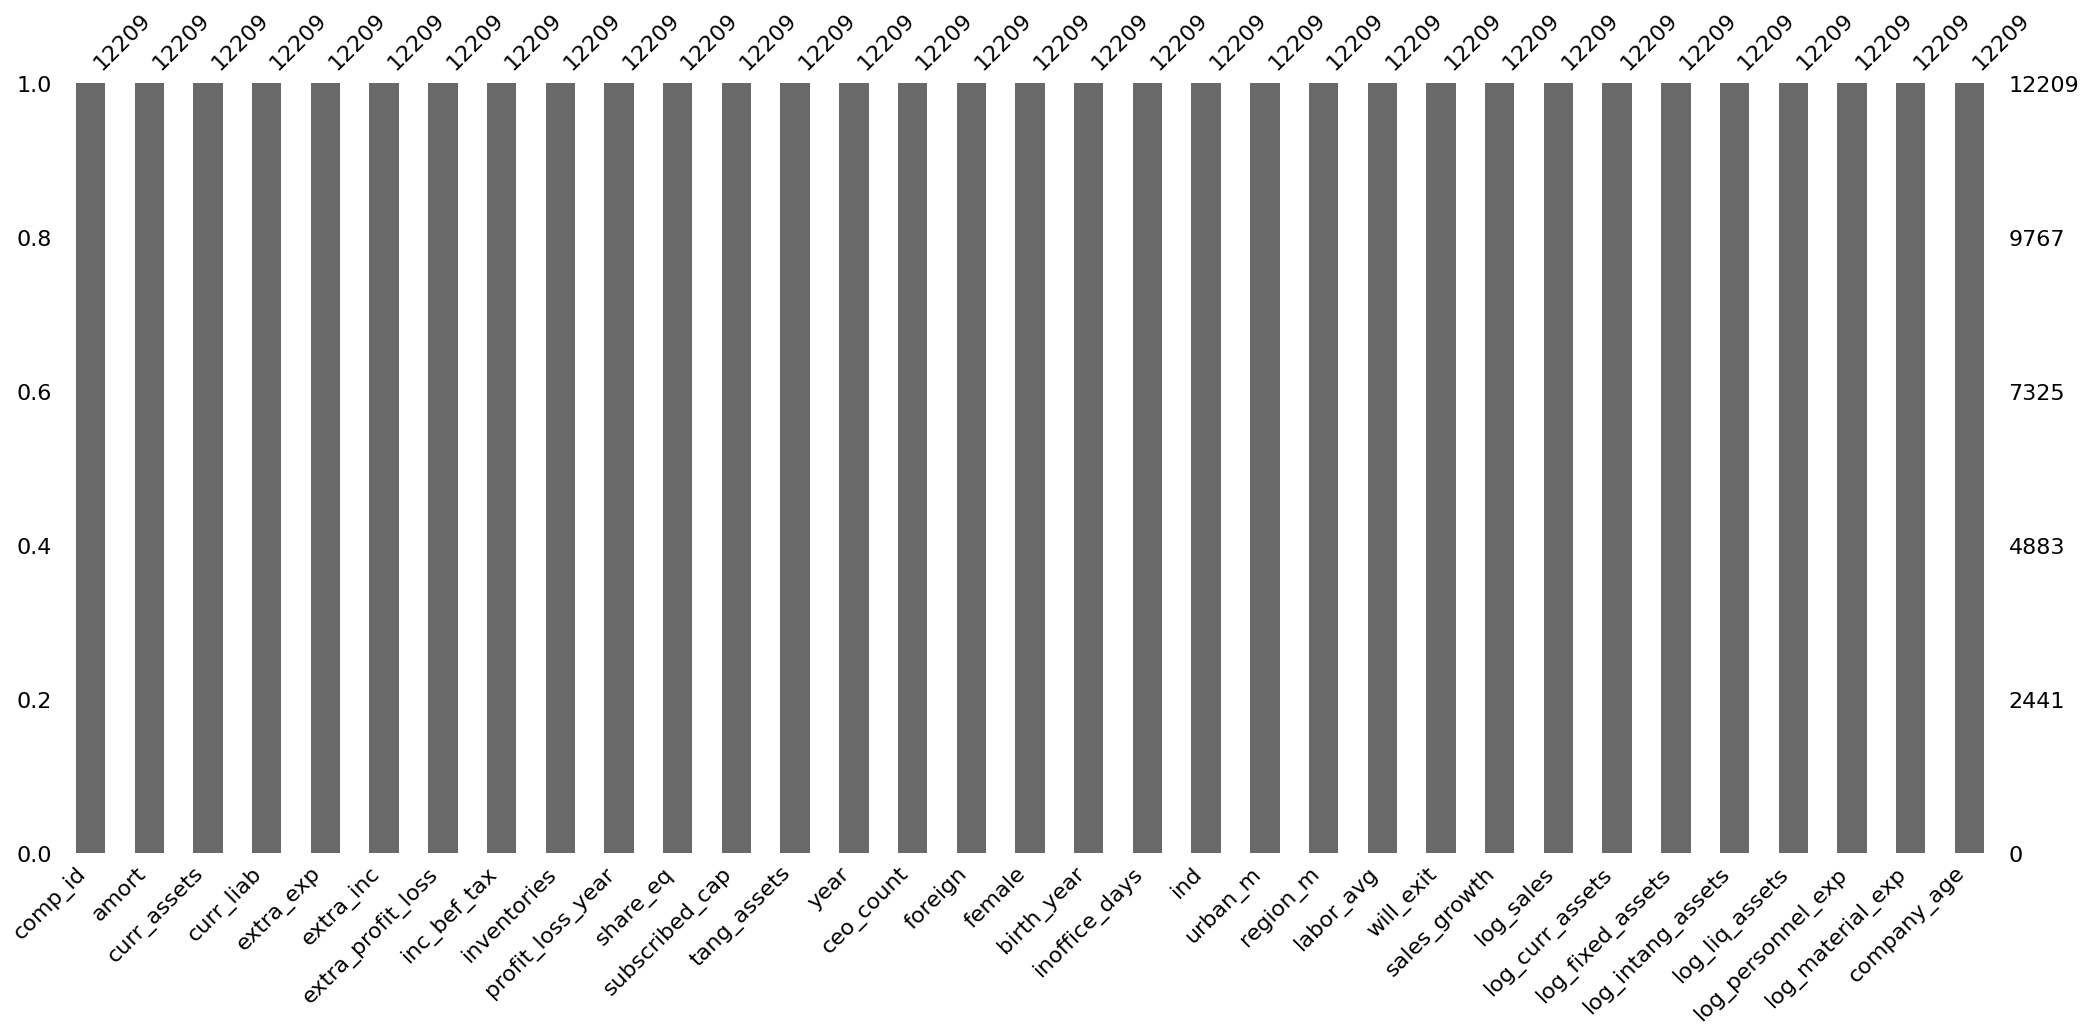 12209 12209 12209 12209 12209 12209 12209 12209 12209 12209 12209 12209 12209 12209 12209 12209 12209 12209 12209 12209 12209 12209 12209 12209 12209 12209 12209 12209 12209 12209 12209 12209 12209
1.0 12209
0.8 9767
0.6 7325
0.4 4883
0.2 2441
0.0 0
comp_id
amort
curr_assets
curr_liab
extra_exp
extra_inc
extra_profit_loss
inc_bef_tax
inventories
profit_loss_year
share_eq
subscribed_cap
tang_assets
year
ceo_count
foreign
female
birth_year
inoffice_days
ind
urban_m
region_m
labor_avg
will_exit
sales_growth
log_sales
log_curr_assets
log_fixed_assets
log_intang_assets
log_liq_assets
log_personnel_exp
log_material_exp
company_age